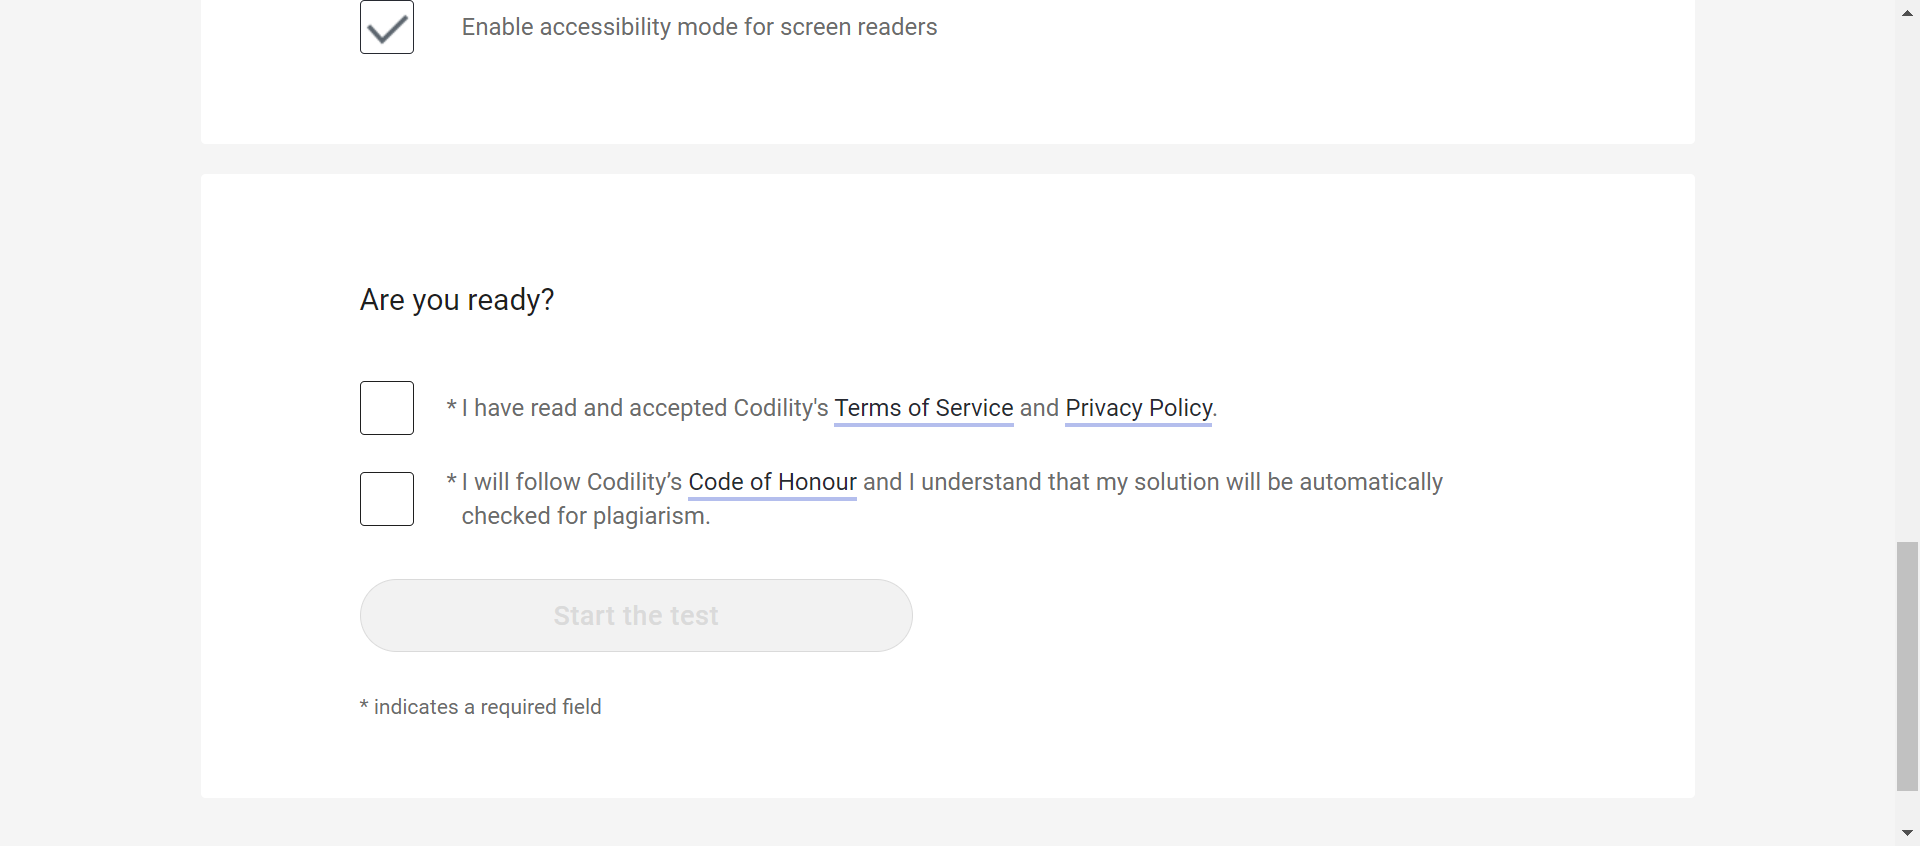 Enable accessibility mode for screen readers
Are you ready?
* I have read and accepted Codility's Terms of Service and Privacy Policy.
* I will follow Codility’s Code of Honour and I understand that my solution will be automatically
checked for plagiarism.
Start the test
* indicates a required field